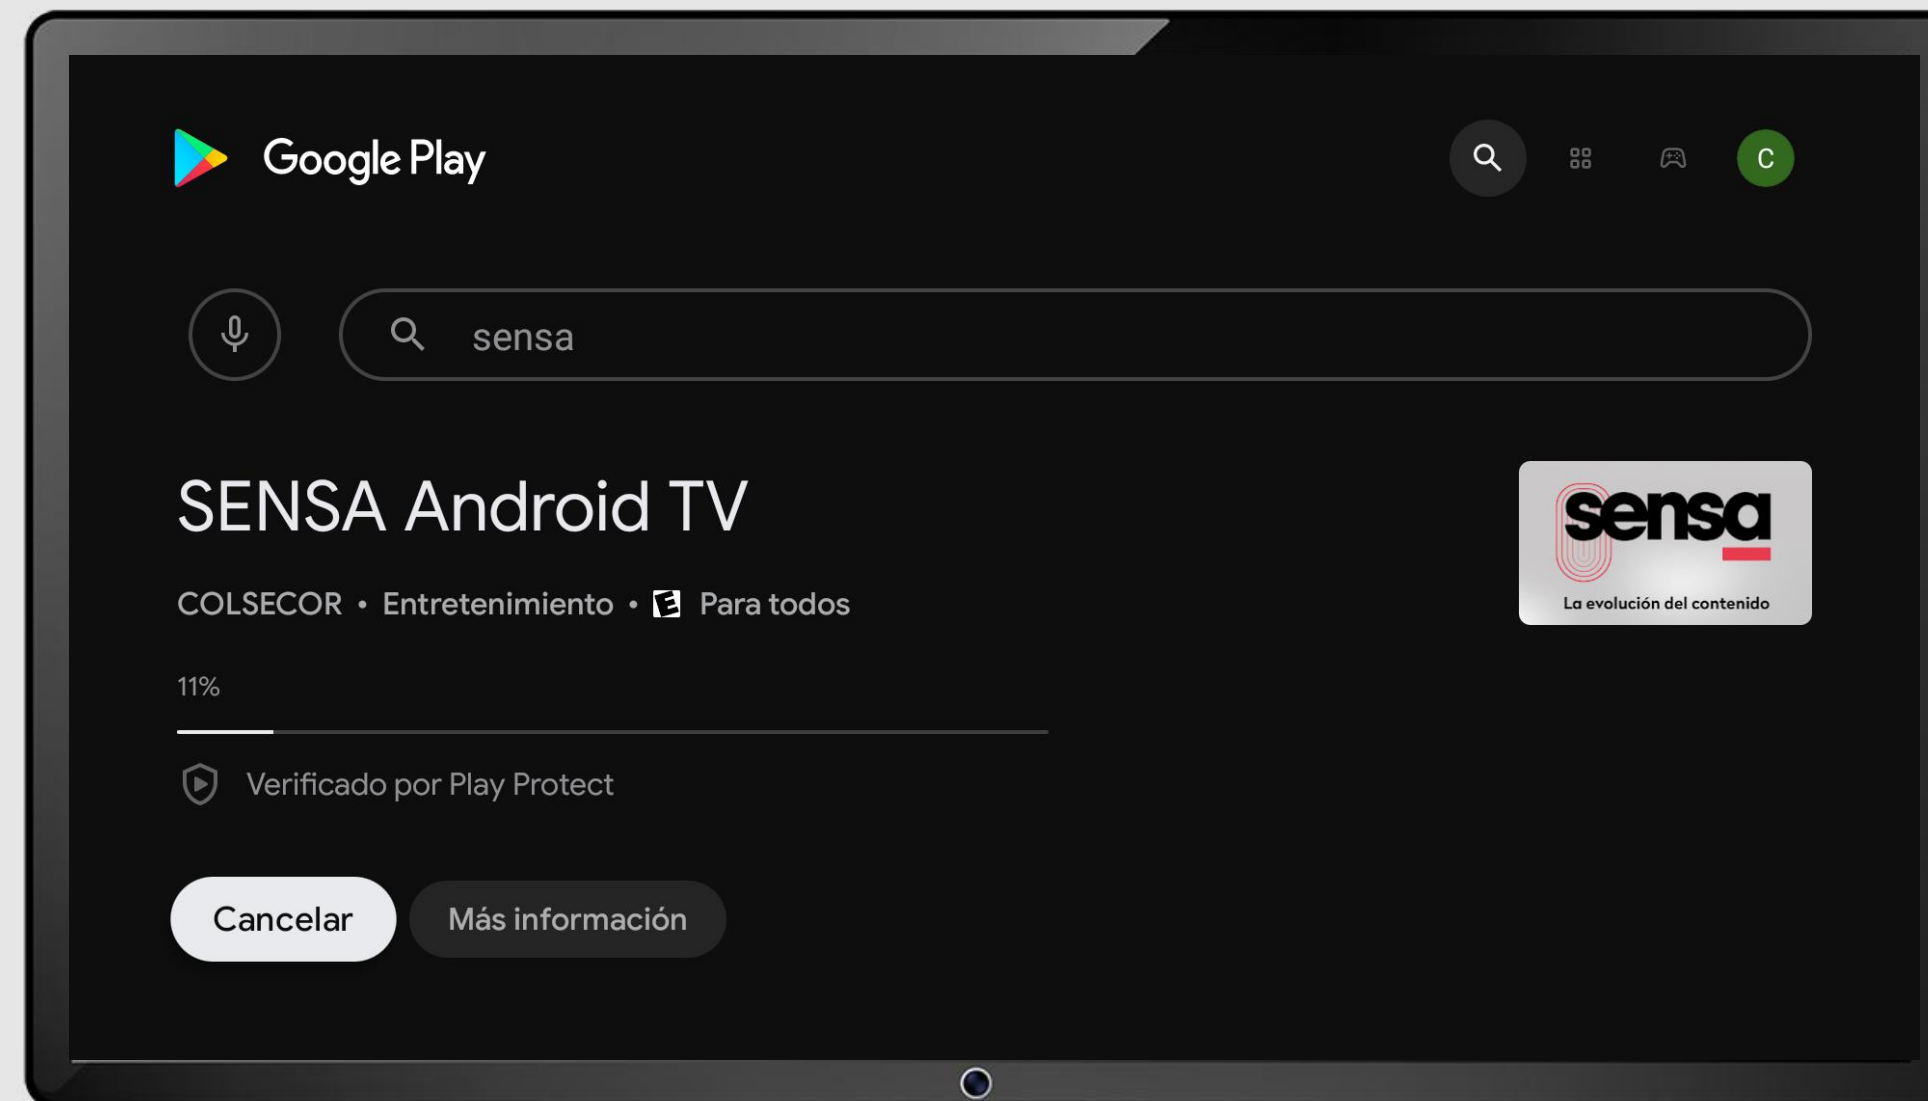 Google Play
C
sensa
SENSA Android TV
COLSECOR • Entretenimiento • E Para todos
sensa
La evolución del contenido
11%
Verificado por Play Protect
Cancelar
Más información